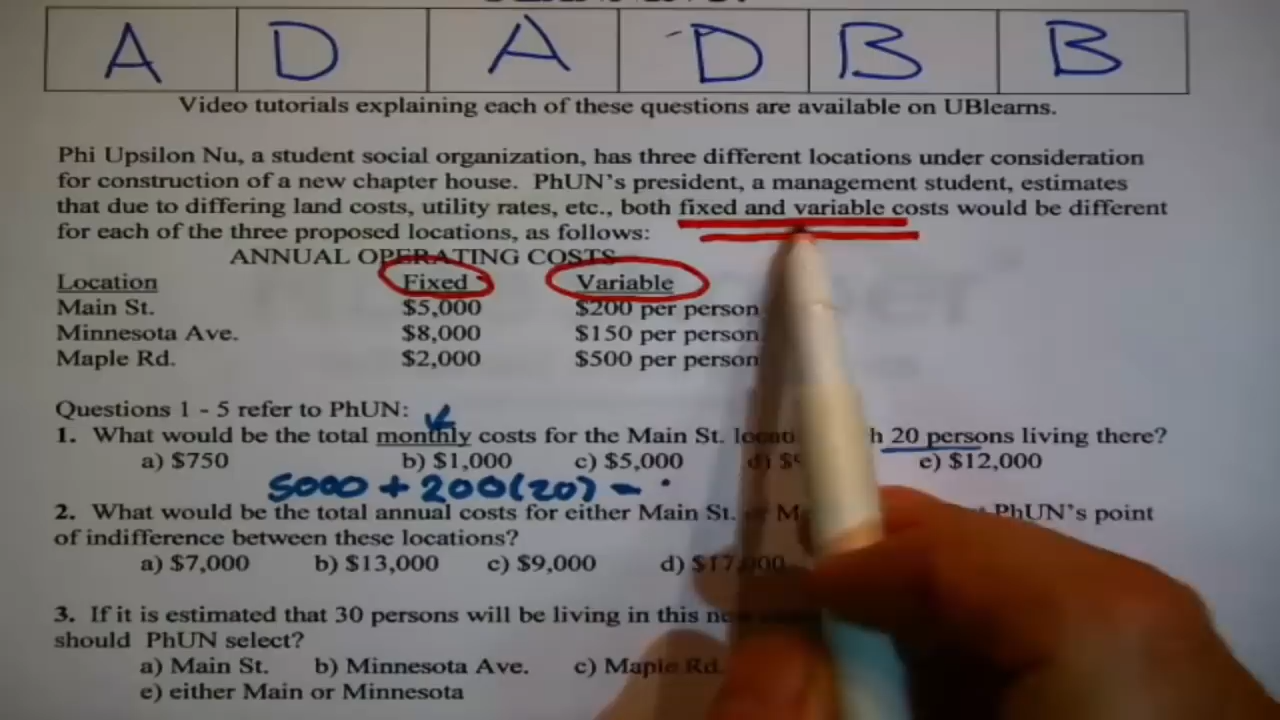 A D A D B B
Video tutorials explaining each of these questions are available on UBlearns.
Phi Upsilon Nu, a student social organization, has three different locations under consideration
for construction of a new chapter house. PhUN's president, a management student, estimates
that due to differing land costs, utility rates, etc., both fixed and variable costs would be different
for each of the three proposed locations, as follows:
ANNUAL OPERATING COSTS
Location Fixed Variable
Main St. $5,000 $200 per person
Minnesota Ave. $8,000 $150 per person
Maple Rd. $2,000 $500 per person
Questions 1 - 5 refer to PhUN:
1. What would be the total monthly costs for the Main St. 20 persons living there?
a) $750 b) $1,000 c) $5,000 e) $12,000
5000 + 200(20) =
2. What would be the total annual costs for either Main St. PhUN's point
of indifference between these locations?
a) $7,000 b) $13,000 c) $9,000 d) $17,000
3. If it is estimated that 30 persons will be living in this
should PhUN select?
a) Main St. b) Minnesota Ave. c) Maple Rd.
e) either Main or Minnesota